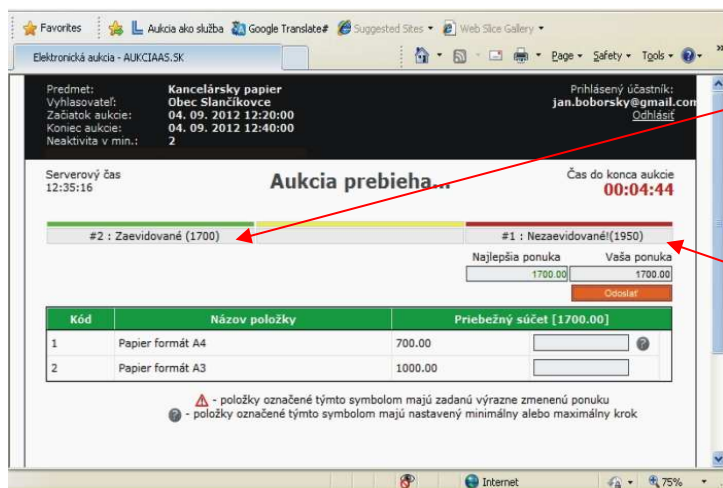 Favorites Aukcia ako služba Google Translate# Suggested Sites Web Slice Gallery
Elektronická aukcia - AUKCIAAS.SK Page Safety Tools »
Predmet: Kancelársky papier Prihlásený účastník:
Vyhlasovateľ: Obec Slančíkovce jan.boborsky@gmail.com
Začiatok aukcie: 04. 09. 2012 12:20:00 Odhlásiť
Koniec aukcie: 04. 09. 2012 12:40:00
Neaktivita v min.: 2
Serverový čas Aukcia prebieha... Čas do konca aukcie
12:35:16 00:04:44
#2 : Zaevidované (1700) #1 : Nezaevidované!(1950)
Najlepšia ponuka Vaša ponuka
1700.00 1700.00
Odoslať
Kód Názov položky Priebežný súčet [1700.00]
1 Papier formát A4 700.00
2 Papier formát A3 1000.00
- položky označené týmto symbolom majú zadanú výrazne zmenenú ponuku
- položky označené týmto symbolom majú nastavený minimálny alebo maximálny krok
Internet 75%